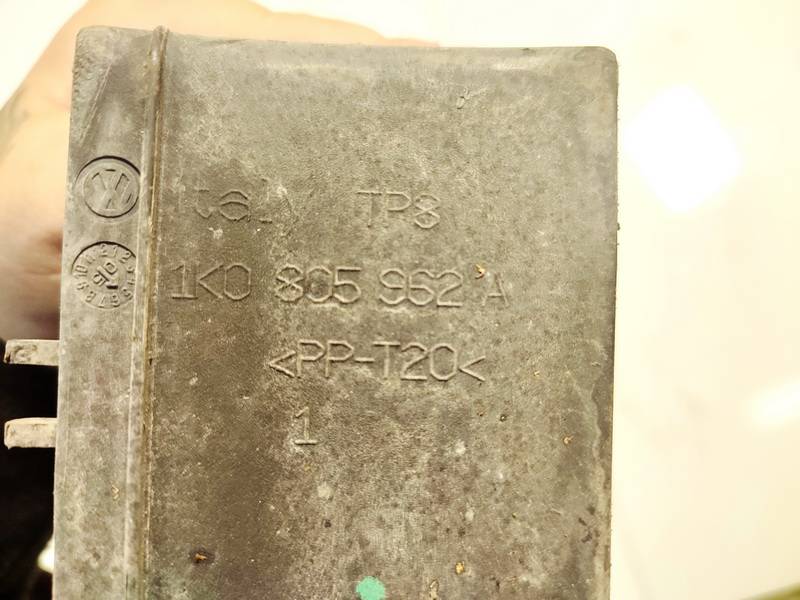 Italy TP8
1K0 805 962 A
<PP-T20<
1